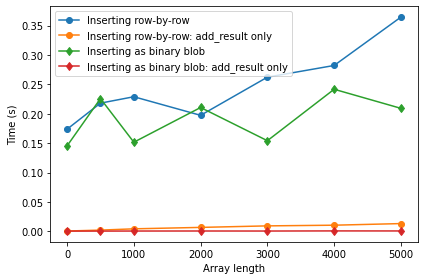 Inserting row-by-row
Inserting row-by-row: add_result only
Inserting as binary blob
Inserting as binary blob: add_result only
Time (s)
0.35
0.30
0.25
0.20
0.15
0.10
0.05
0.00
0 1000 2000 3000 4000 5000
Array length